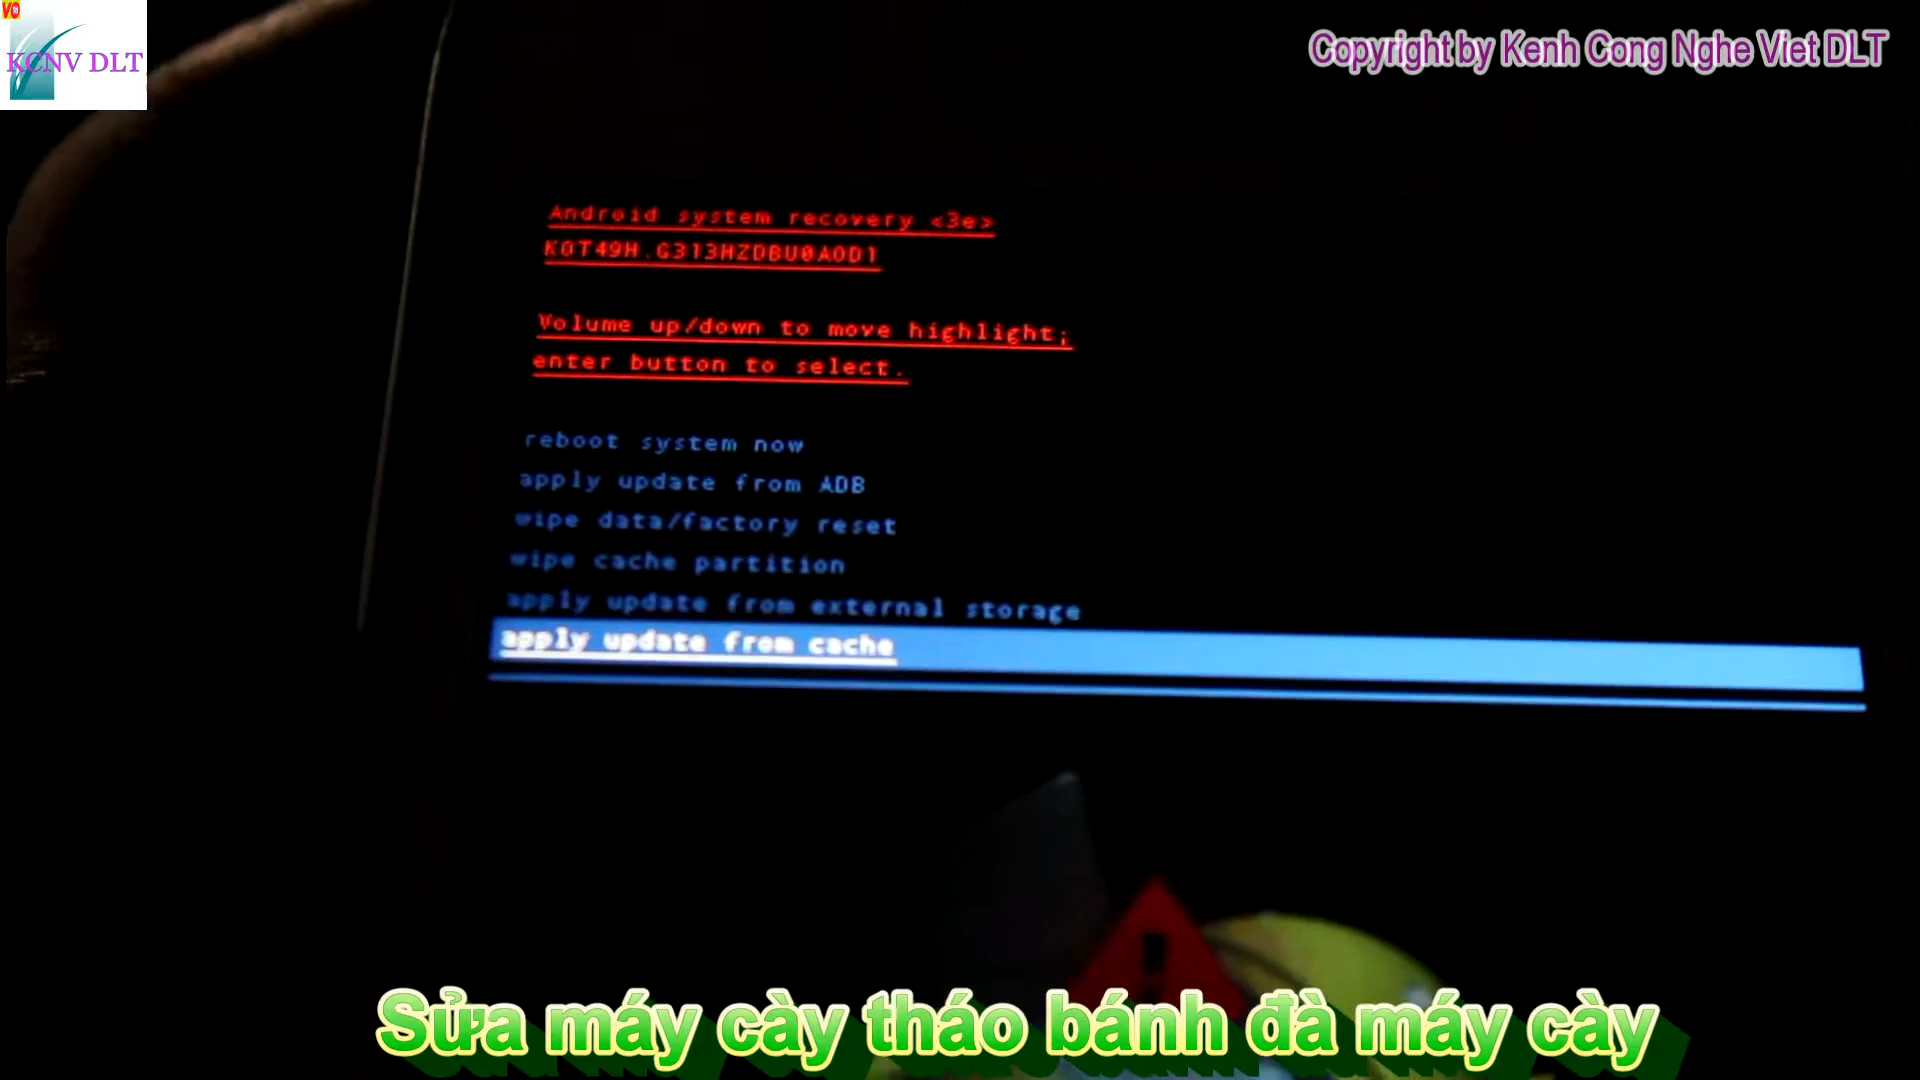 VC
KCNV DLT
Copyright by Kenh Cong Nghe Viet DLT
Android system recovery <3e>
KOT49H.G313HZDBU0AOD1
Volume up/down to move highlight;
enter button to select.
reboot system now
apply update from ADB
wipe data/factory reset
wipe cache partition
apply update from external storage
apply update from cache
Sửa máy cày tháo bánh đà máy cày